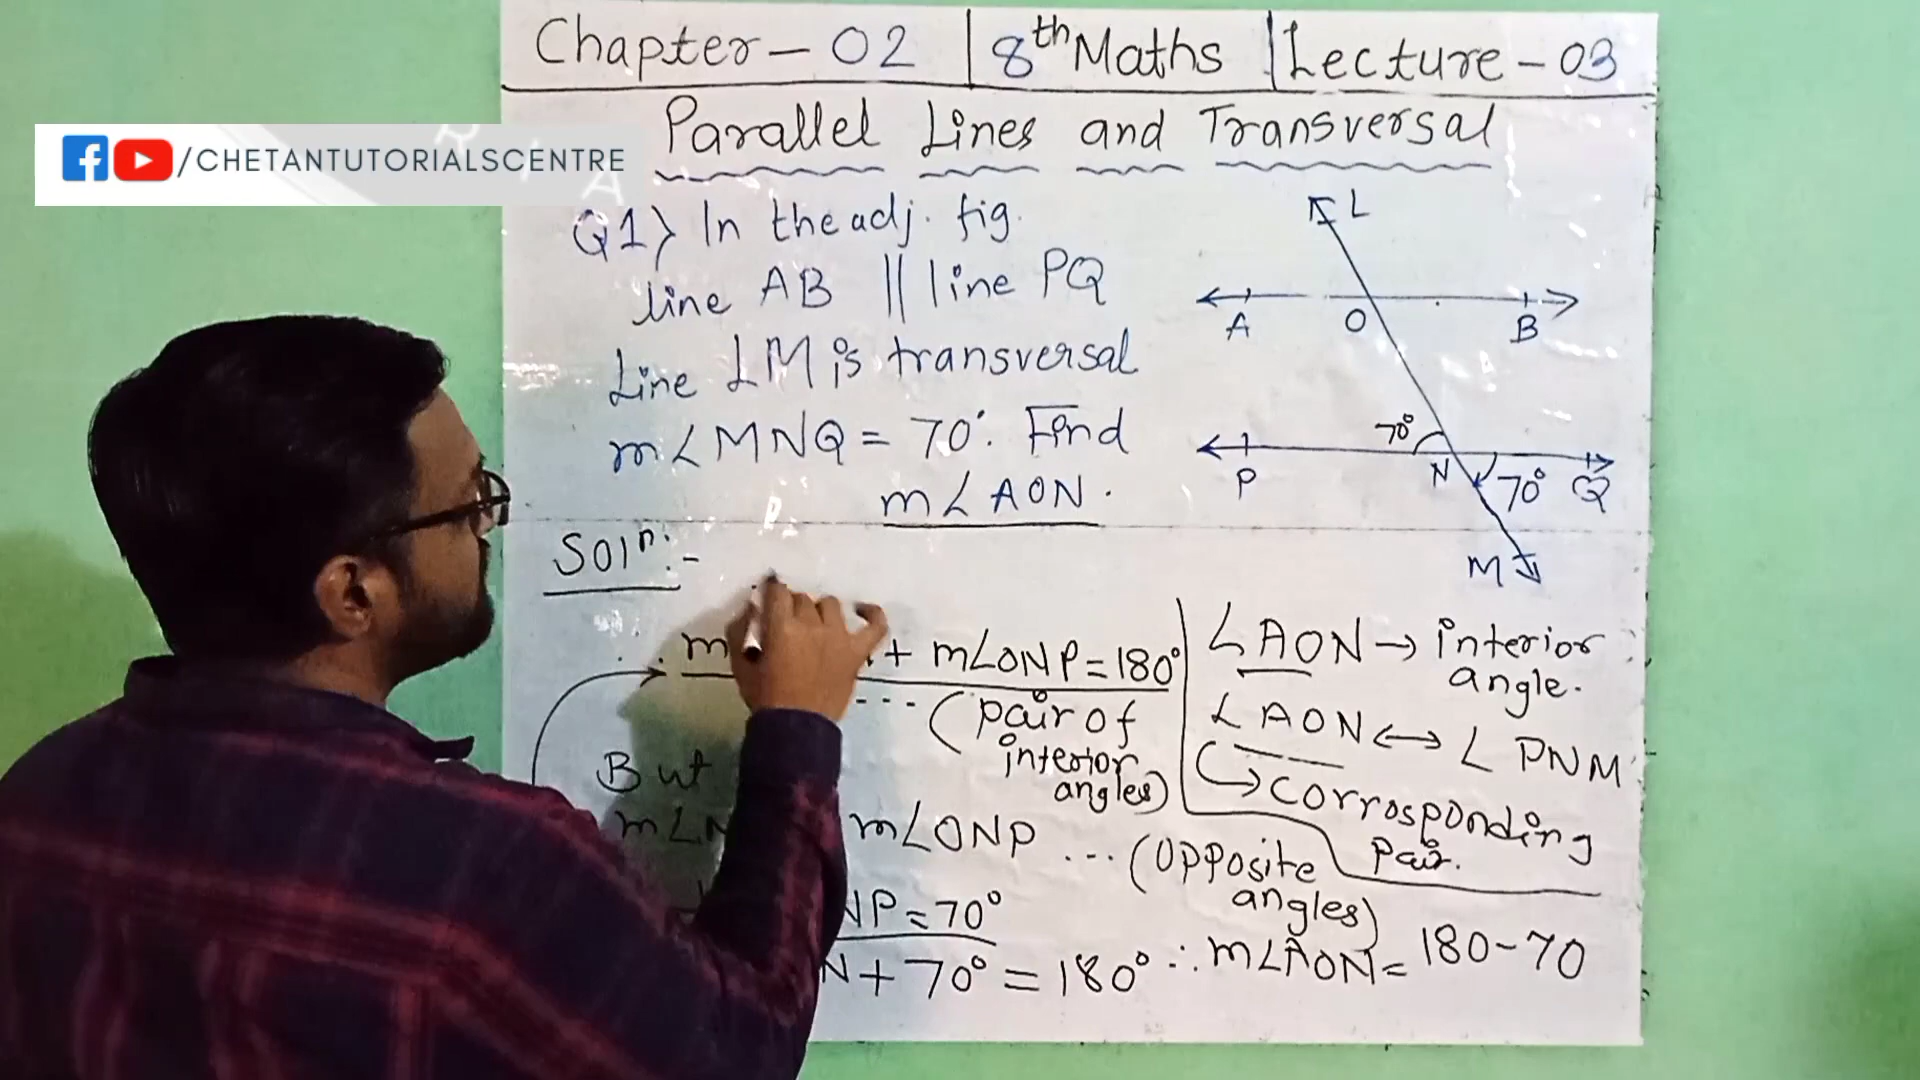 Chapter - 02 | 8th Maths | Lecture - 03
Parallel Lines and Transversal
/CHETANTUTORIALSCENTRE
Q1) In the adj. fig.
line AB || line PQ
Line LM is transversal
m∠MNQ = 70°. Find
m∠AON.
L
A O B
70°
P N 70° Q
M
Soln:-
m + m∠ONP = 180°
... (pair of
interior
angles)
But
m∠ m∠ONP ... (opposite
angles)
NP = 70°
N + 70° = 180° ∴ m∠AON = 180 - 70
∠AON → interior
angle.
∠AON ↔ ∠PNM
↪ corrosponding
pair.